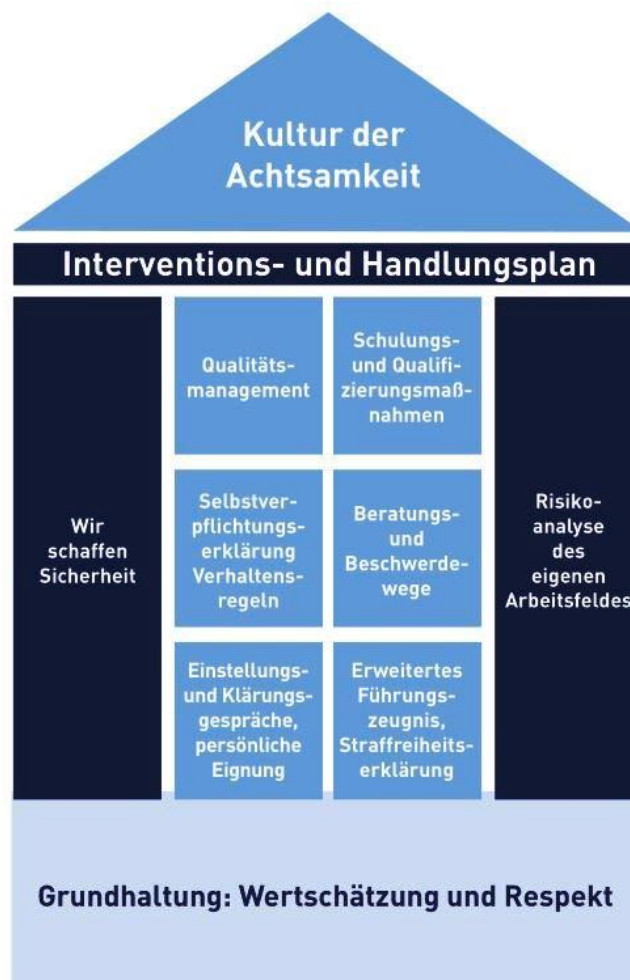 Kultur der
Achtsamkeit
Interventions- und Handlungsplan
Wir
schaffen
Sicherheit
Qualitäts-
management
Schulungs-
und Qualifi-
zierungsmaß-
nahmen
Selbstver-
pflichtungs-
erklärung
Verhaltens-
regeln
Beratungs-
und
Beschwerde-
wege
Einstellungs-
und Klärungs-
gespräche,
persönliche
Eignung
Erweitertes
Führungs-
zeugnis,
Straffreiheits-
erklärung
Risiko-
analyse
des
eigenen
Arbeitsfeldes
Grundhaltung: Wertschätzung und Respekt